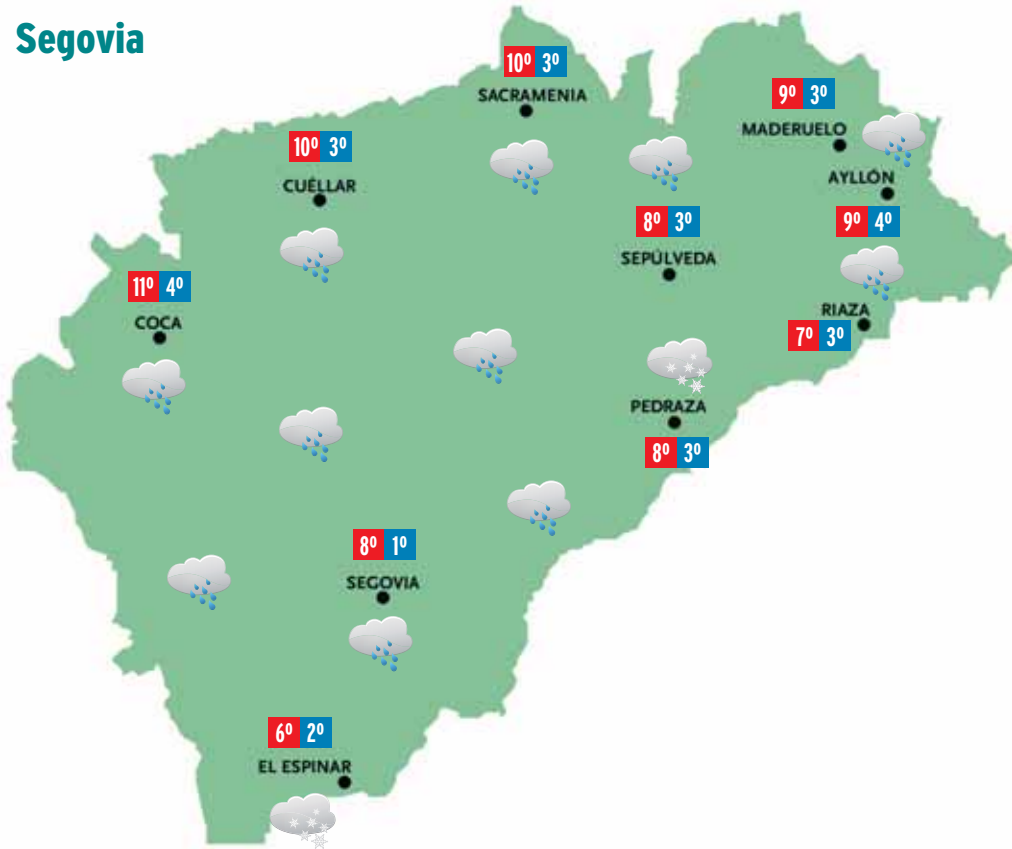 Segovia
10º 3º
SACRAMENIA
9º 3º
MADERUELO
10º 3º
CUÉLLAR
AYLLÓN
9º 4º
8º 3º
SEPÚLVEDA
11º 4º
COCA
RIAZA
7º 3º
PEDRAZA
8º 3º
8º 1º
SEGOVIA
6º 2º
EL ESPINAR